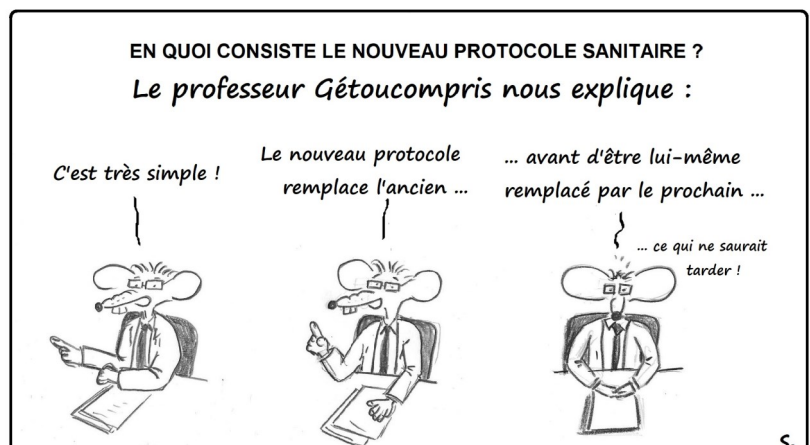 EN QUOI CONSISTE LE NOUVEAU PROTOCOLE SANITAIRE ?
Le professeur Gétoucompris nous explique :
C'est très simple !
Le nouveau protocole
remplace l'ancien ...
... avant d'être lui-même
remplacé par le prochain ...
... ce qui ne saurait
tarder !
S.